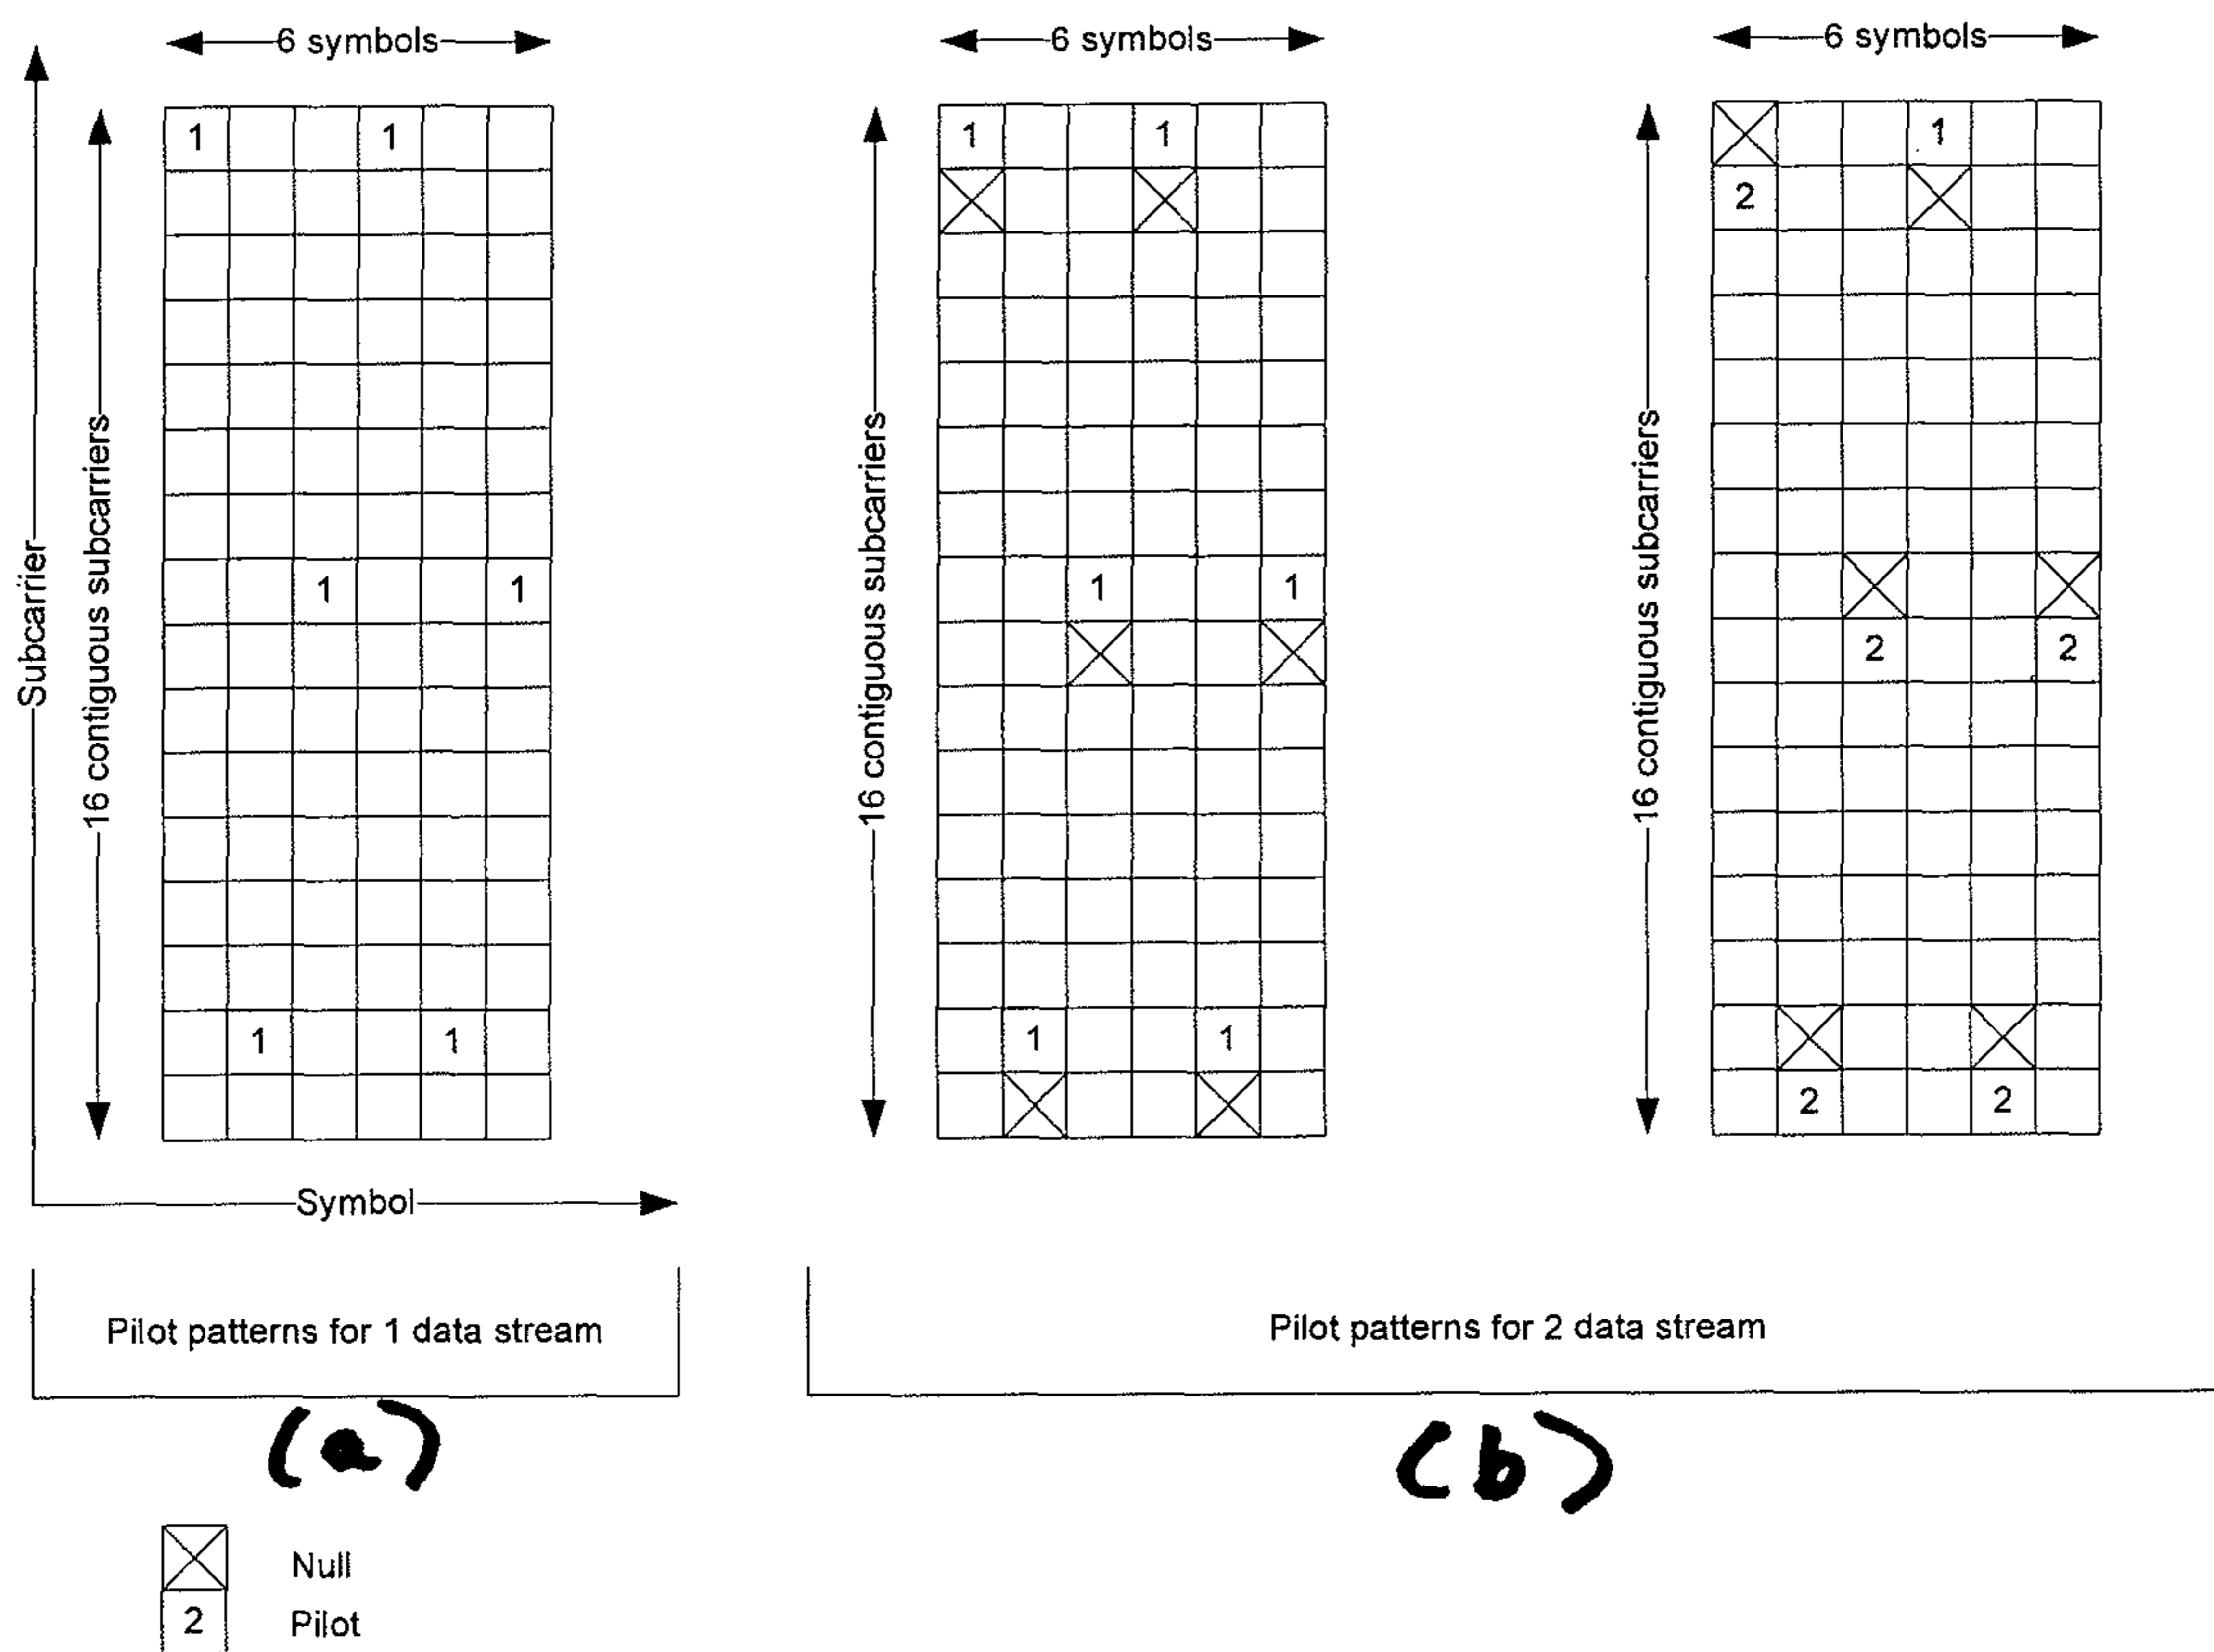 6 symbols
6 symbols
6 symbols
Subcarrier
16 contiguous subcarriers
16 contiguous subcarriers
16 contiguous subcarriers
1 1
1 1
1
2
1 1
1 1
2 2
1 1
1 1
2 2
Symbol
Pilot patterns for 1 data stream
Pilot patterns for 2 data stream
(a)
(b)
Null
2 Pilot